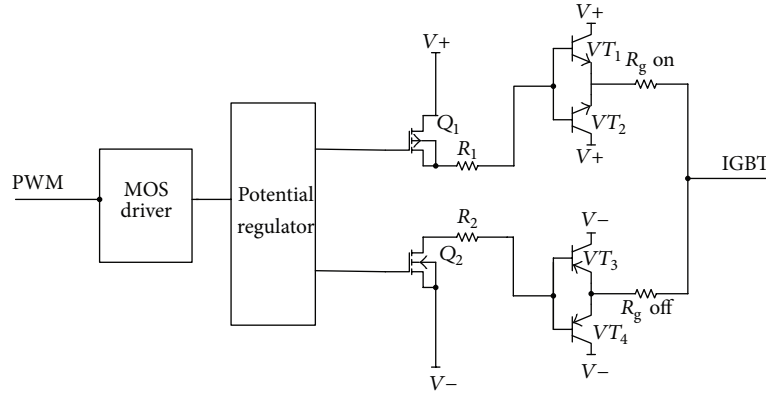 V+
V+
VT1
Rg on
Q1
VT2
R1
V+
PWM
MOS
driver
Potential
regulator
IGBT
R2
V−
Q2
VT3
Rg off
VT4
V−
V−